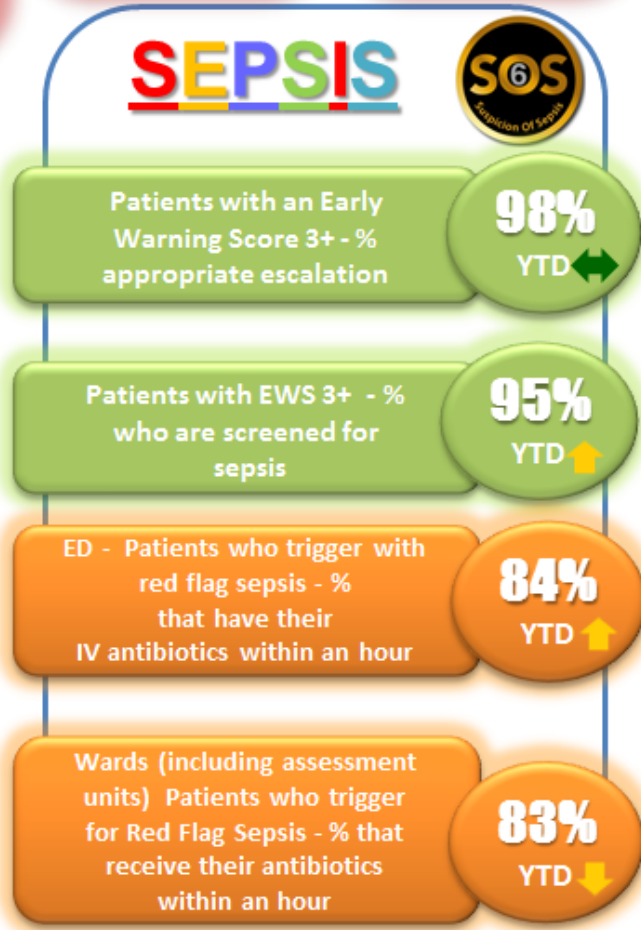 SEPSIS
SOS
6
Suspicion Of Sepsis
Patients with an Early
Warning Score 3+ - %
appropriate escalation
98%
YTD
Patients with EWS 3+ - %
who are screened for
sepsis
95%
YTD
ED - Patients who trigger with
red flag sepsis - %
that have their
IV antibiotics within an hour
84%
YTD
Wards (including assessment
units) Patients who trigger
for Red Flag Sepsis - % that
receive their antibiotics
within an hour
83%
YTD